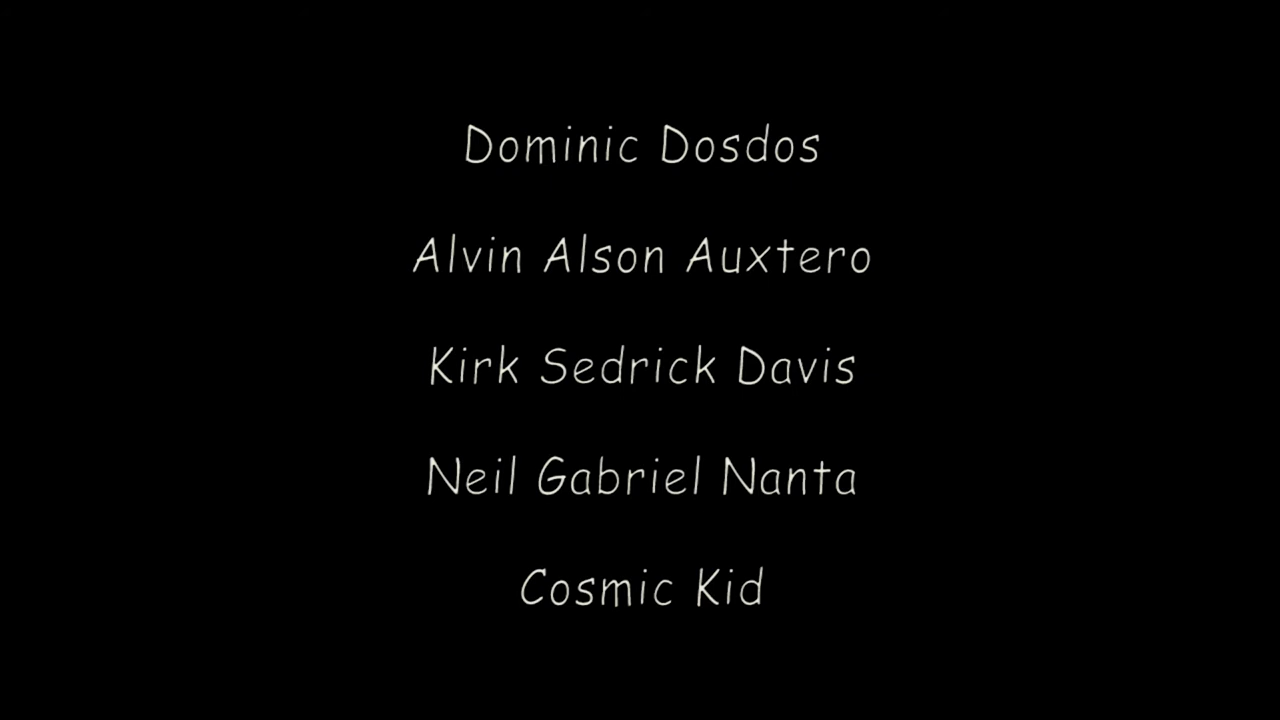 Dominic Dosdos
Alvin Alson Auxtero
Kirk Sedrick Davis
Neil Gabriel Nanta
Cosmic Kid